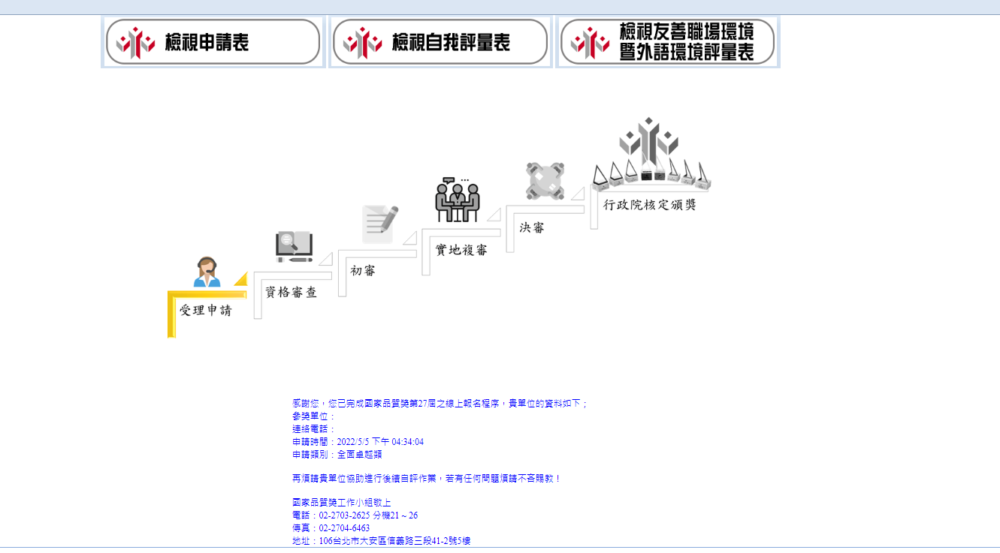 檢視申請表
檢視自我評量表
檢視友善職場環境
暨外語環境評量表
行政院核定頒獎
決審
實地複審
初審
資格審查
受理申請
感謝您，您已完成國家品質獎第27屆之線上報名程序，貴單位的資料如下；
參獎單位：
連絡電話：
申請時間：2022/5/5 下午 04:34:04
申請類別：全面卓越類
再煩請貴單位協助進行後續自評作業，若有任何問題煩請不吝賜教！
國家品質獎工作小組敬上
電話：02-2703-2625 分機21 ~ 26
傳真：02-2704-6463
地址：106台北市大安區信義路三段41-2號5樓